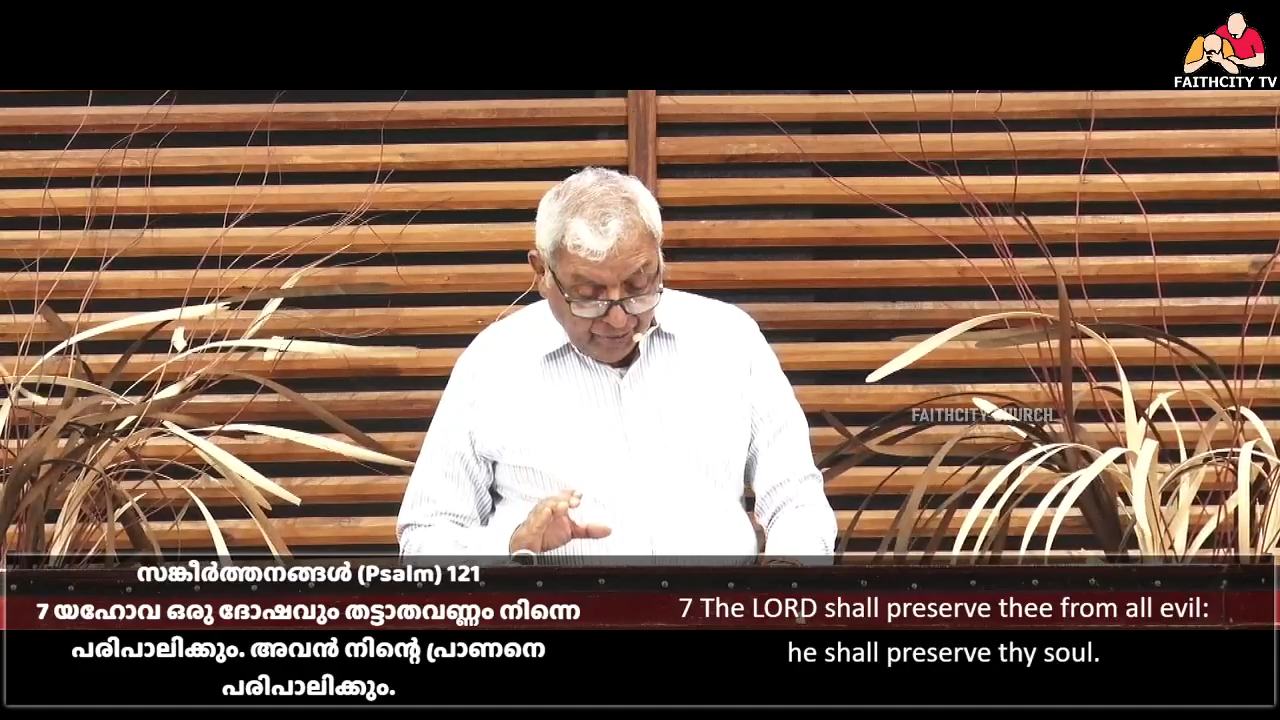 FAITHCITY TV
FAITHCITY CHURCH
സങ്കീർത്തനങ്ങൾ (Psalm) 121
7 യഹോവ ഒരു ദോഷവും തട്ടാതവണ്ണം നിന്നെ
പരിപാലിക്കും. അവൻ നിന്റെ പ്രാണനെ
പരിപാലിക്കും.
7 The LORD shall preserve thee from all evil:
he shall preserve thy soul.